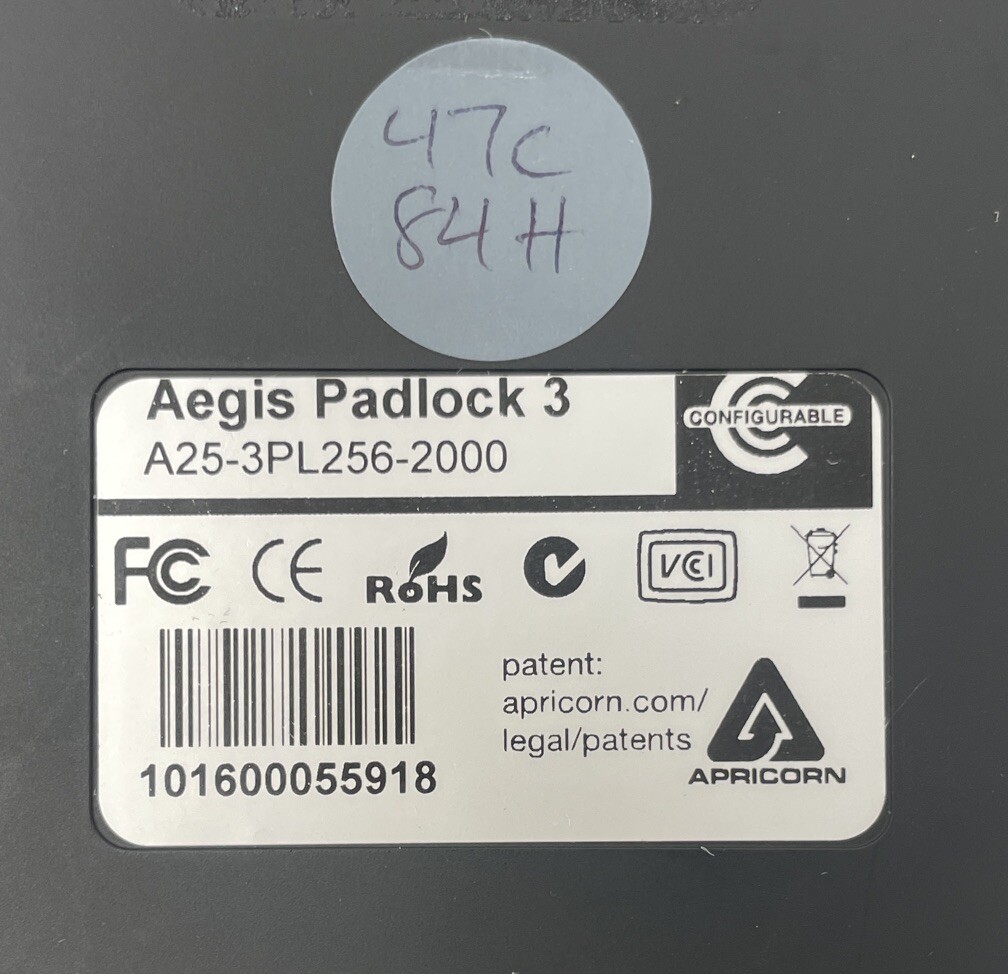 47C
84H
Aegis Padlock 3
A25-3PL256-2000
CONFIGURABLE
FC CE RoHS VCCI
101600055918
patent:
apricorn.com/
legal/patents
APRICORN